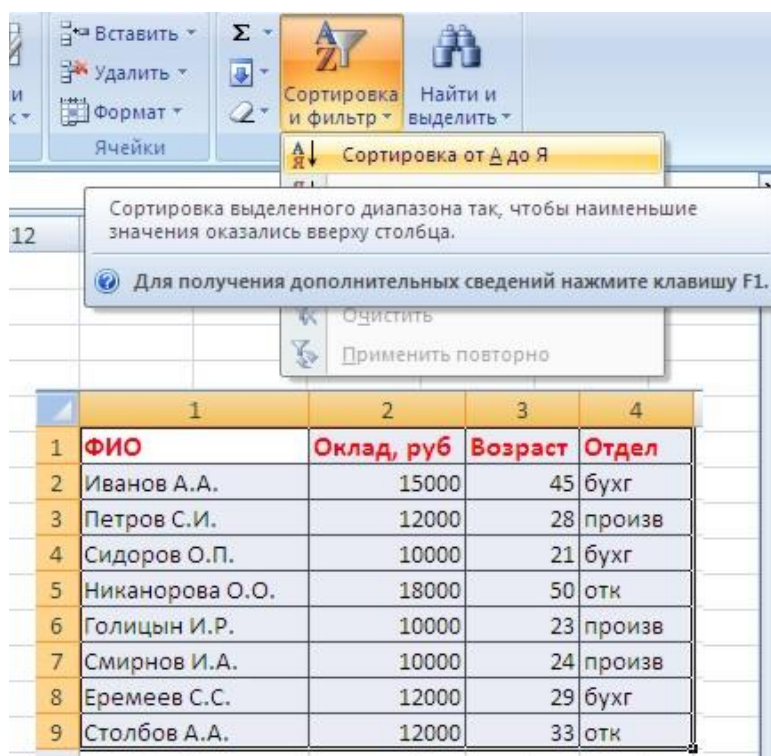 Вставить
Удалить
Формат
Ячейки
Σ
Сортировка
и фильтр
Найти и
выделить
Сортировка от А до Я
Сортировка выделенного диапазона так, чтобы наименьшие
значения оказались вверху столбца.
Для получения дополнительных сведений нажмите клавишу F1.
12
Очистить
Применить повторно
1 2 3 4
1 ФИО Оклад, руб Возраст Отдел
2 Иванов А.А. 15000 45 бухг
3 Петров С.И. 12000 28 произв
4 Сидоров О.П. 10000 21 бухг
5 Никанорова О.О. 18000 50 отк
6 Голицын И.Р. 10000 23 произв
7 Смирнов И.А. 10000 24 произв
8 Еремеев С.С. 12000 29 бухг
9 Столбов А.А. 12000 33 отк